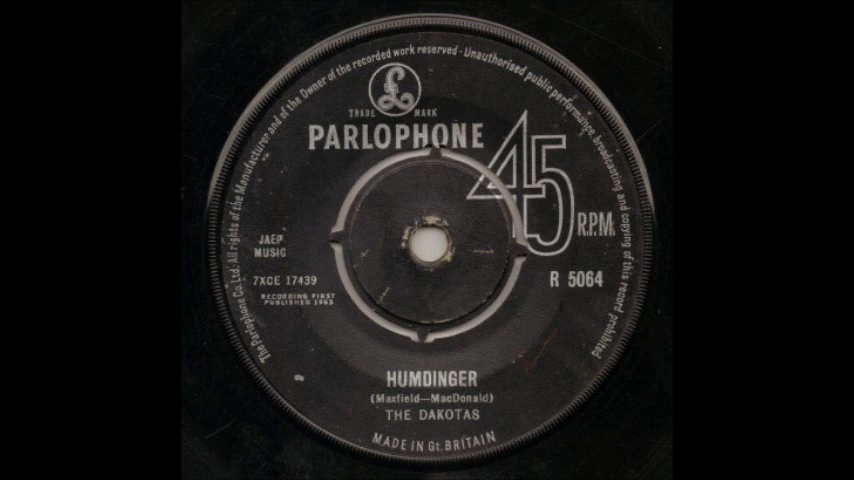 The Parlophone Co. Ltd. All rights of the Manufacturer and of the Owner of the recorded work reserved - Unauthorised public performance, broadcasting and copying of this record prohibited
£
TRADE MARK
PARLOPHONE
45
R.P.M.
JAEP
MUSIC
7XCE 17439
R 5064
RECORDING FIRST
PUBLISHED 1963
HUMDINGER
(Maxfield—MacDonald)
THE DAKOTAS
MADE IN Gt. BRITAIN